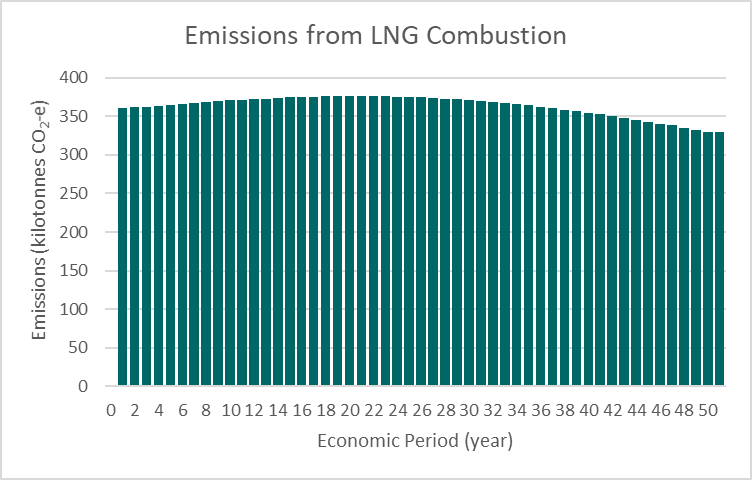 Emissions from LNG Combustion
Emissions (kilotonnes CO₂-e)
400
350
300
250
200
150
100
50
0
0 2 4 6 8 10 12 14 16 18 20 22 24 26 28 30 32 34 36 38 40 42 44 46 48 50
Economic Period (year)